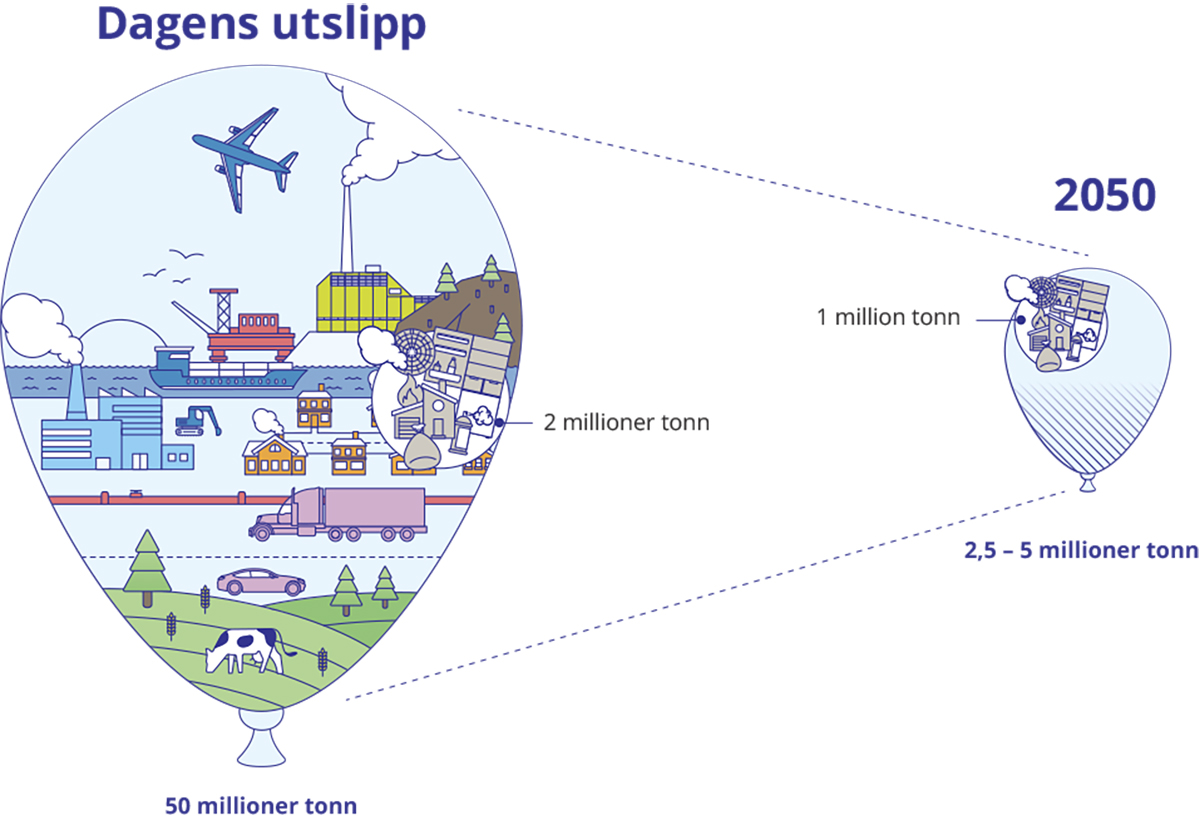 Dagens utslipp
2050
1 million tonn
2 millioner tonn
2,5 – 5 millioner tonn
50 millioner tonn